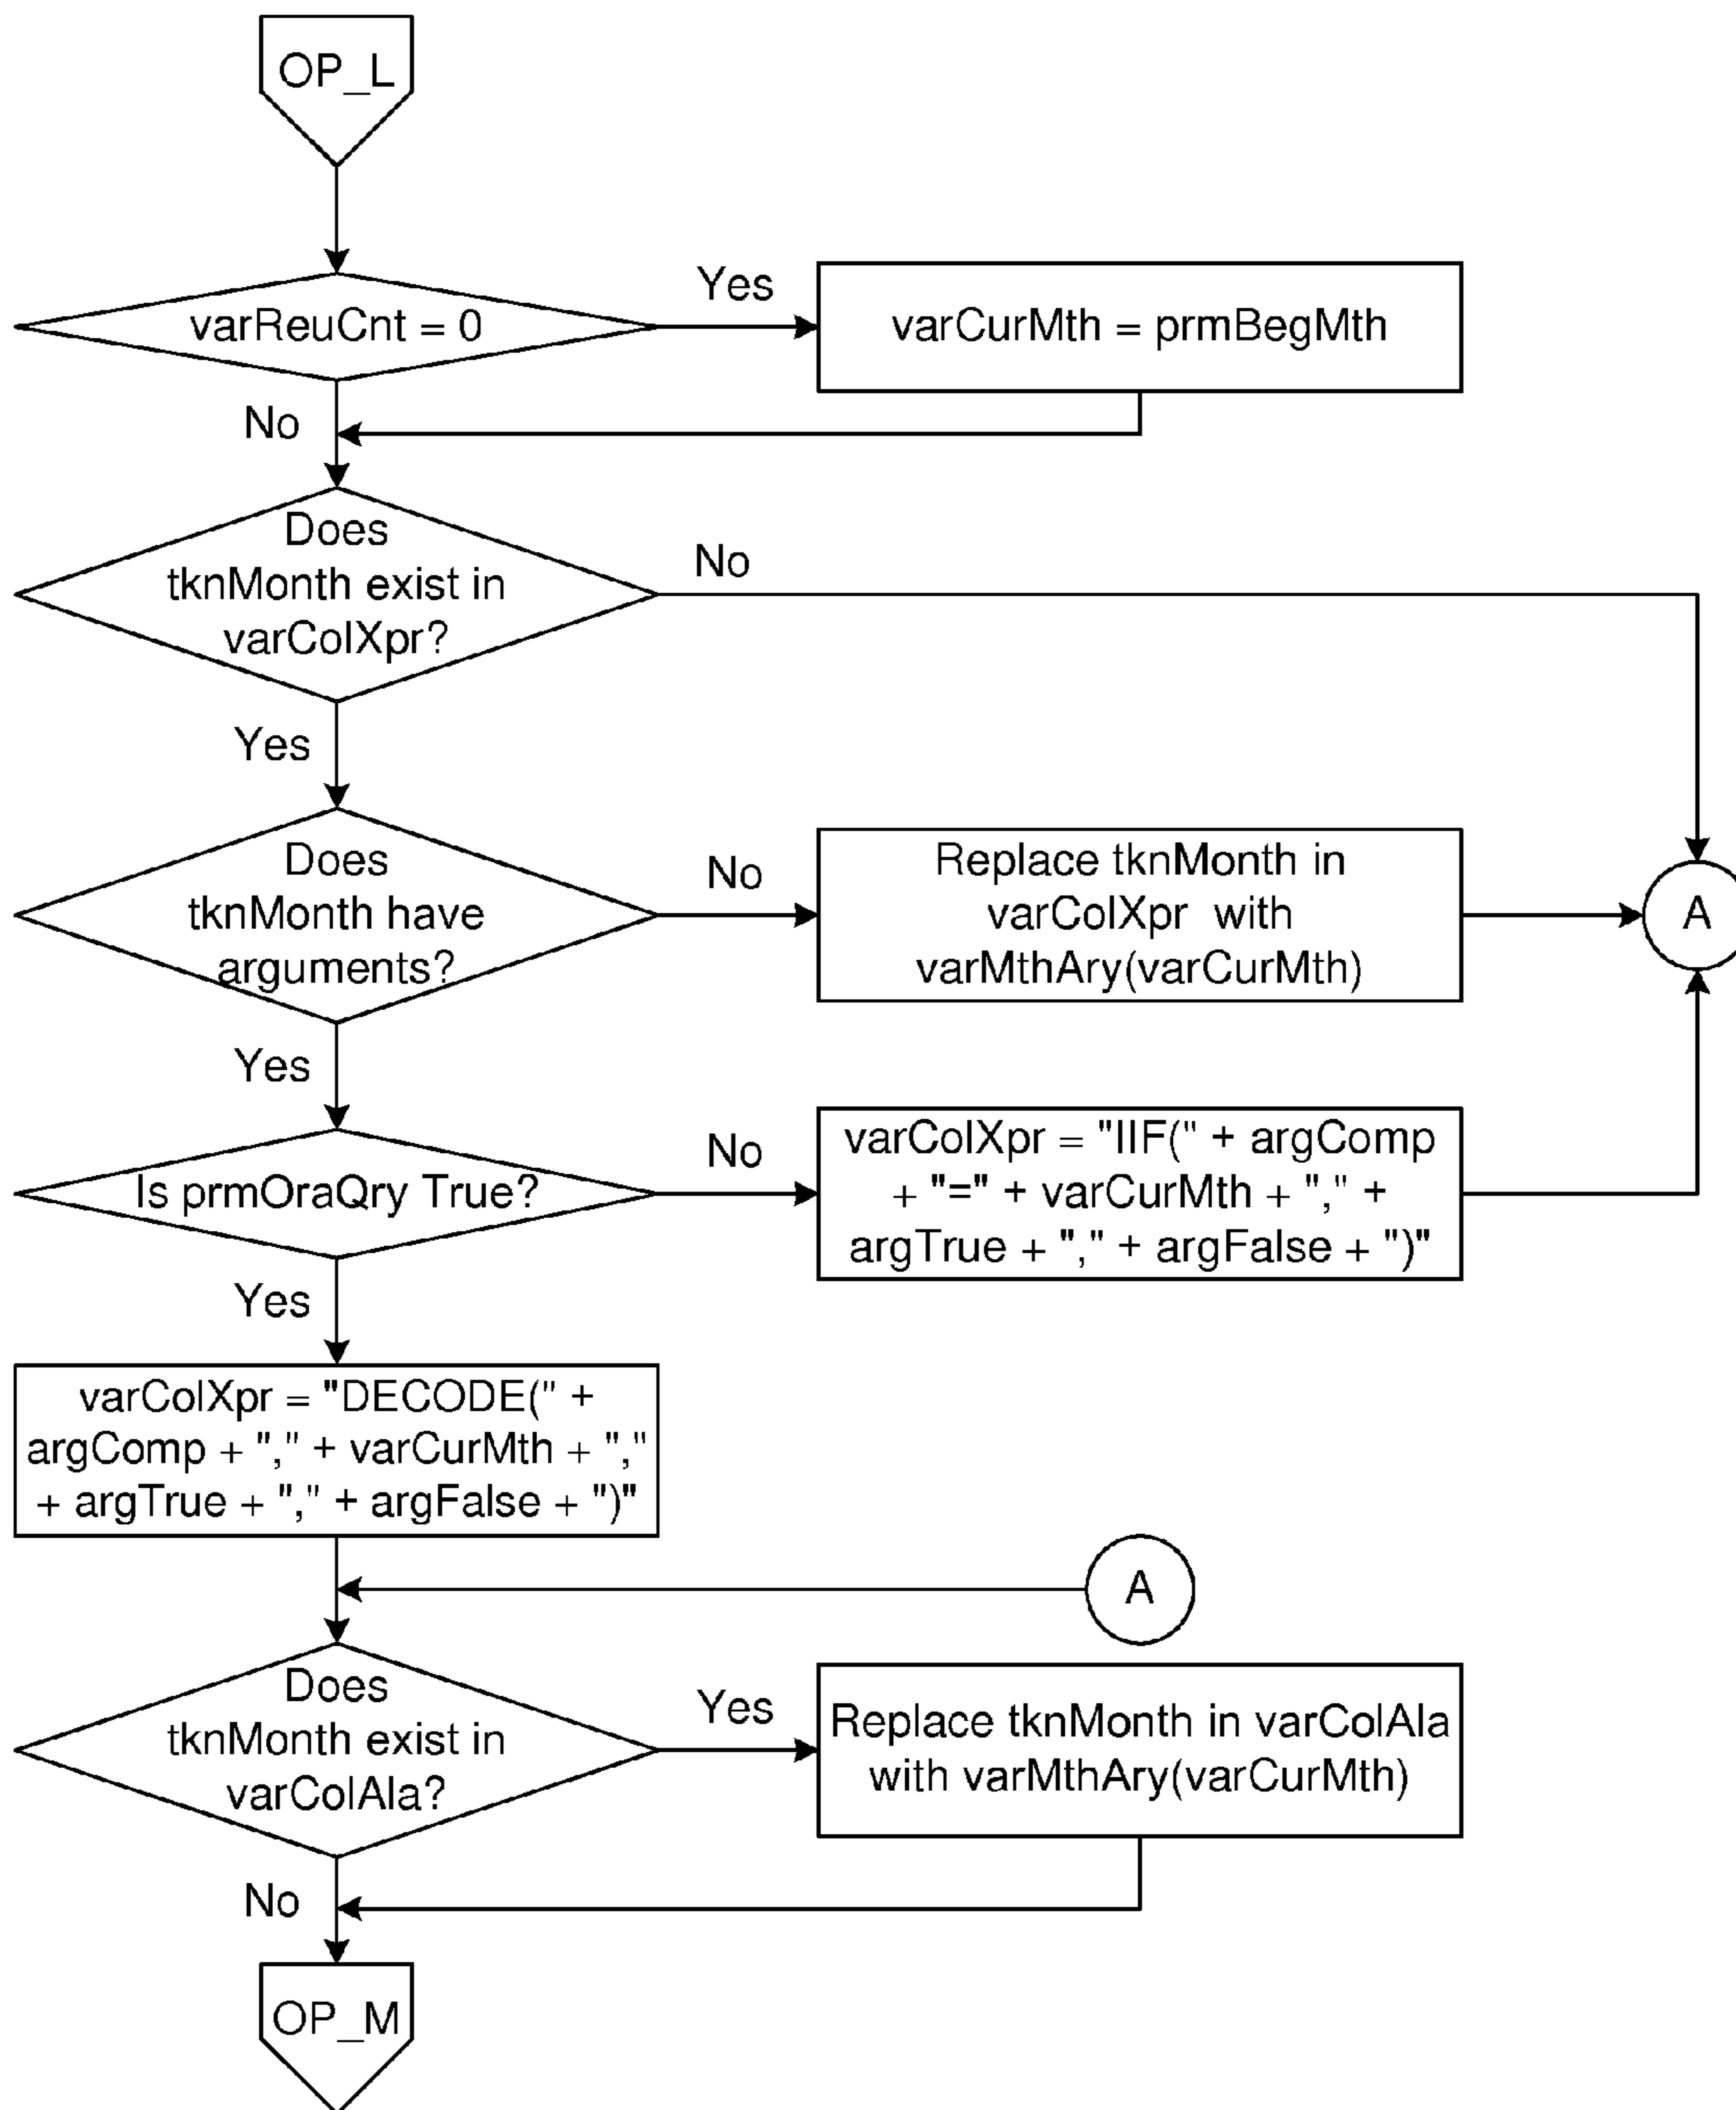 OP_L
varReuCnt = 0
Yes
varCurMth = prmBegMth
No
Does
tknMonth exist in
varColXpr?
No
Yes
Does
tknMonth have
arguments?
No
Replace tknMonth in
varColXpr with
varMthAry(varCurMth)
A
Yes
Is prmOraQry True?
No
varColXpr = "IIF(" + argComp
+ "=" + varCurMth + "," +
argTrue + "," + argFalse + ")"
Yes
varColXpr = "DECODE(" +
argComp + "," + varCurMth + ","
+ argTrue + "," + argFalse + ")"
A
Does
tknMonth exist in
varColAla?
Yes
Replace tknMonth in varColAla
with varMthAry(varCurMth)
No
OP_M